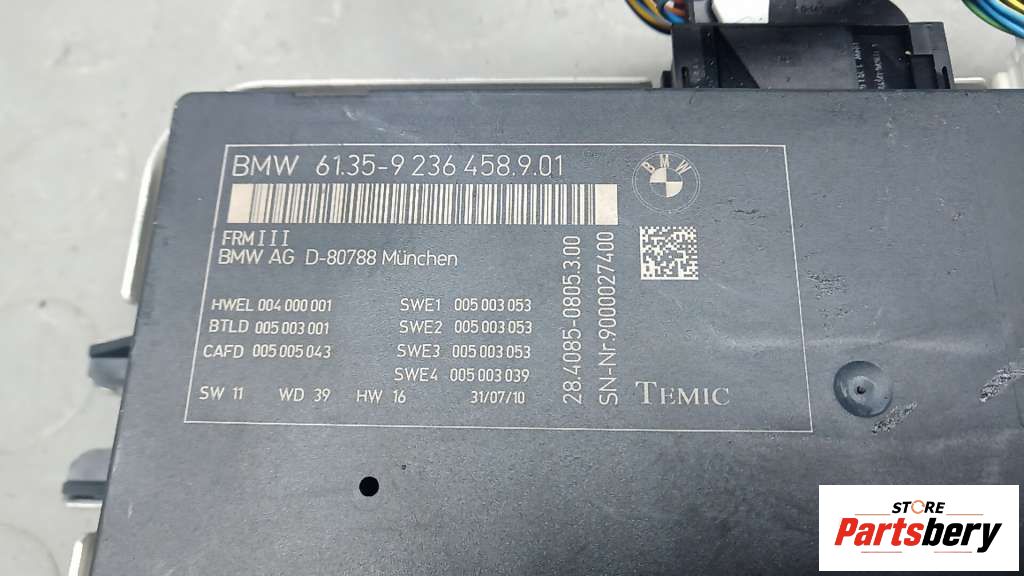 BMW 61.35-9 236 458.9.01
BMW
FRM III
BMW AG D-80788 München
HWEL 004 000 001
BTLD 005 003 001
CAFD 005 005 043
SWE1 005 003 053
SWE2 005 003 053
SWE3 005 003 053
SWE4 005 003 039
SW 11 WD 39 HW 16 31/07/10
28.4085-0805.3.00
SN-Nr.9000027400
TEMIC
STORE
Partsbery